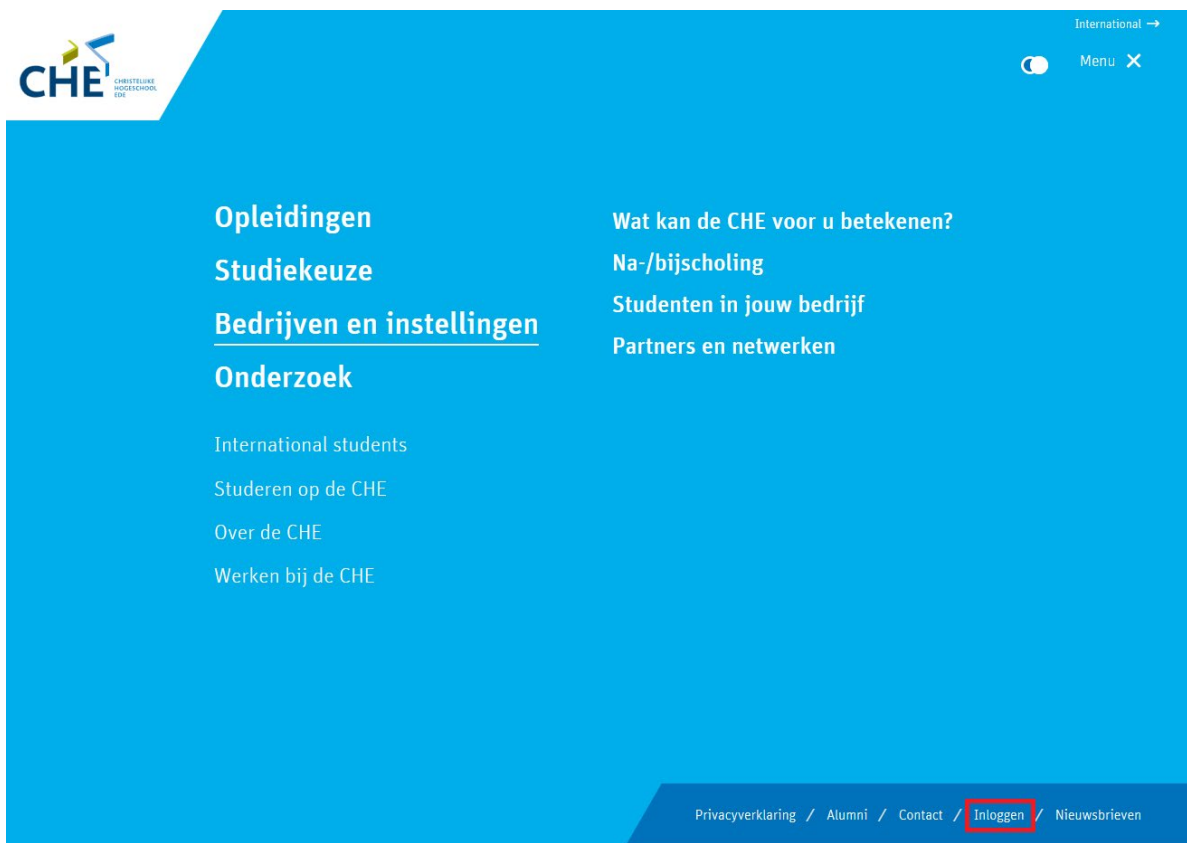 International →
Menu ✕
CHE
CHRISTELIJKE
HOGESCHOOL
EDE
Opleidingen
Studiekeuze
Bedrijven en instellingen
Onderzoek
International students
Studeren op de CHE
Over de CHE
Werken bij de CHE
Wat kan de CHE voor u betekenen?
Na-/bijscholing
Studenten in jouw bedrijf
Partners en netwerken
Privacyverklaring / Alumni / Contact / Inloggen / Nieuwsbrieven